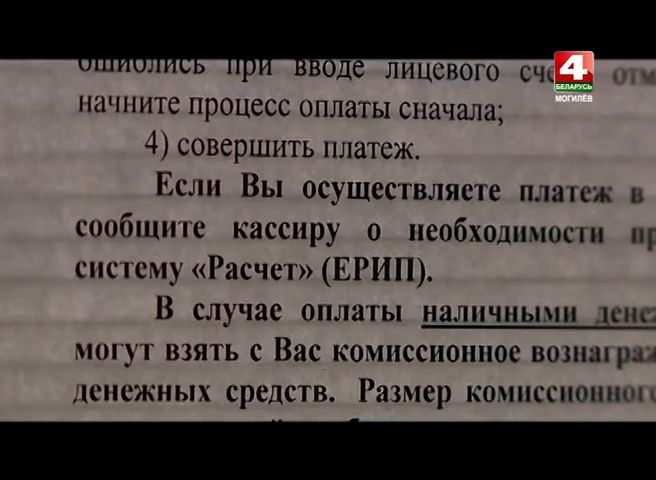 ошиблись при вводе лицевого
начните процесс оплаты сначала;
4) совершить платеж.
Если Вы осуществляете платеж в
сообщите кассиру о необходимости
систему «Расчет» (ЕРИП).
В случае оплаты наличными
могут взять с Вас комиссионное
денежных средств. Размер комиссионного
4
БЕЛАРУСЬ
МОГИЛЁВ